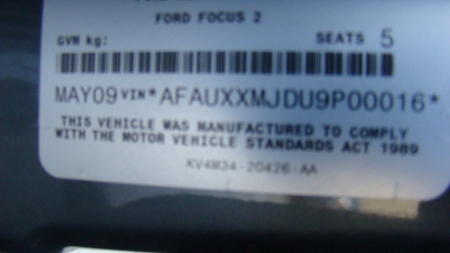 FORD FOCUS 2
GVM kg: SEATS 5
MAY09 VIN*AFAUXXMJDU9P00016*
THIS VEHICLE WAS MANUFACTURED TO COMPLY
WITH THE MOTOR VEHICLE STANDARDS ACT 1989
KV4M34-20426-AA